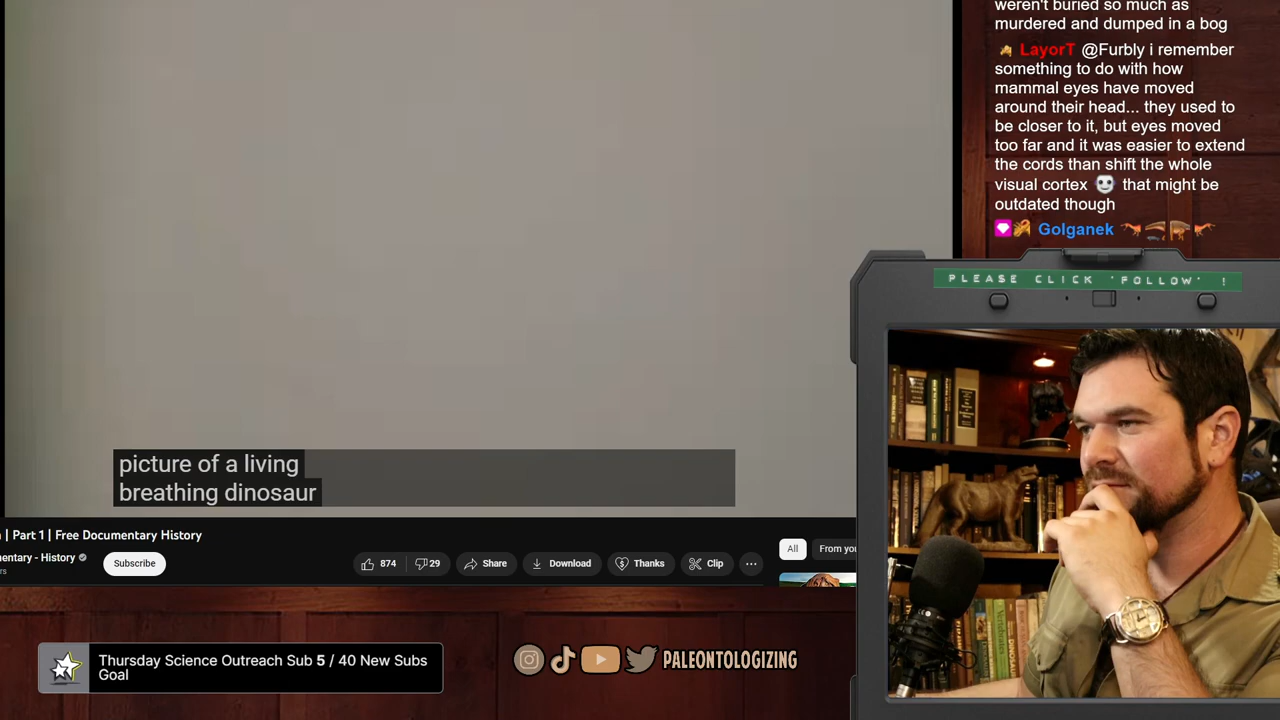 weren't buried so much as
murdered and dumped in a bog
LayorT @Furbly i remember
something to do with how
mammal eyes have moved
around their head... they used to
be closer to it, but eyes moved
too far and it was easier to extend
the cords than shift the whole
visual cortex that might be
outdated though
Golganek
PLEASE CLICK 'FOLLOW' !
picture of a living
breathing dinosaur
| Part 1 | Free Documentary History
entary - History
Subscribe
874
29
Share
Download
Thanks
Clip
All
From you
Thursday Science Outreach Sub 5 / 40 New Subs
Goal
PALEONTOLOGIZING